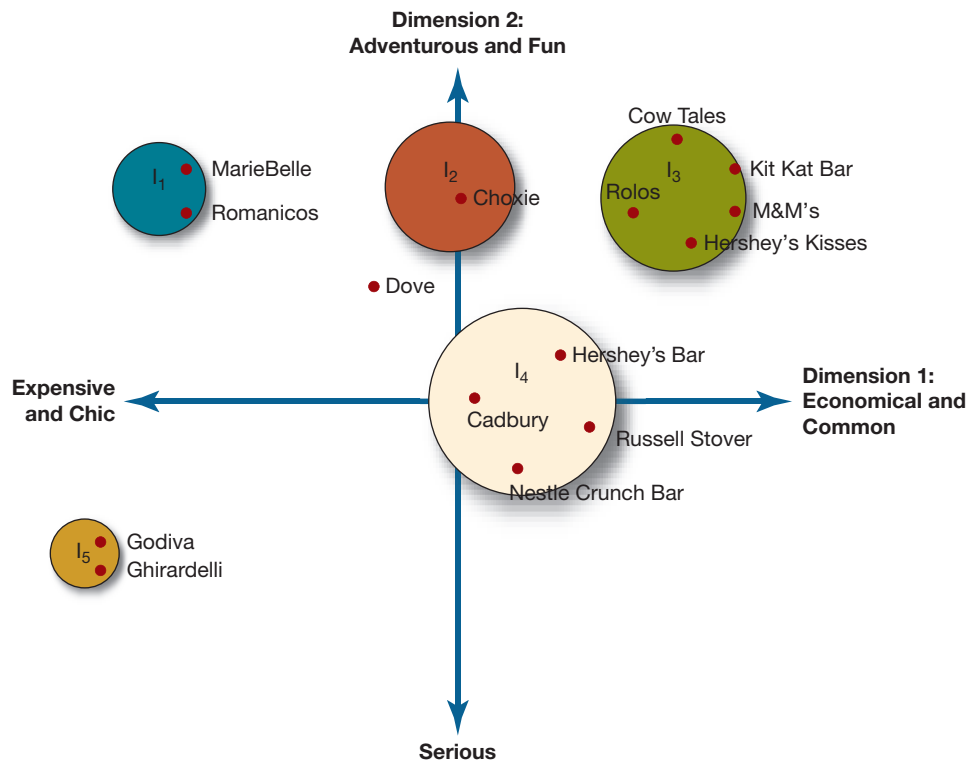 Dimension 2:
Adventurous and Fun
Cow Tales
I1
MarieBelle
I2
I3
Kit Kat Bar
Romanicos
Choxie
Rolos
M&M's
Hershey's Kisses
Dove
Hershey's Bar
I4
Expensive
and Chic
Cadbury
Dimension 1:
Economical and
Common
Russell Stover
Nestle Crunch Bar
I5
Godiva
Ghirardelli
Serious